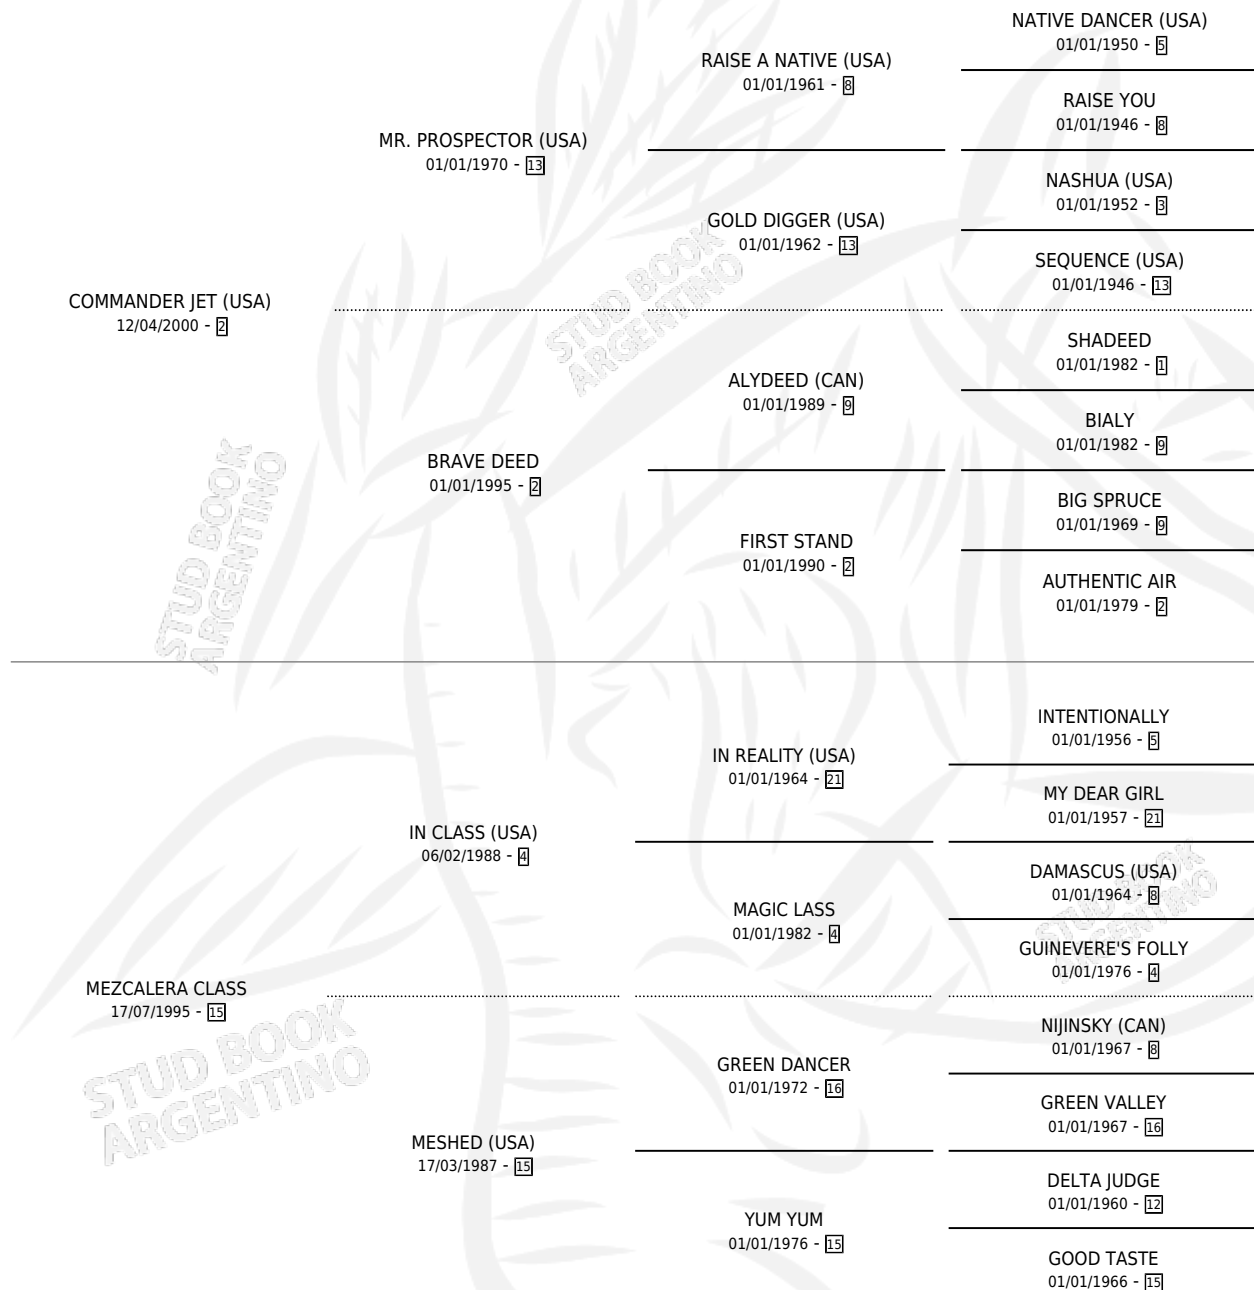 NATIVE DANCER (USA)
01/01/1950 - 5
RAISE A NATIVE (USA)
01/01/1961 - 8
RAISE YOU
01/01/1946 - 8
MR. PROSPECTOR (USA)
01/01/1970 - 13
NASHUA (USA)
01/01/1952 - 3
GOLD DIGGER (USA)
01/01/1962 - 13
SEQUENCE (USA)
01/01/1946 - 13
COMMANDER JET (USA)
12/04/2000 - 2
STUD BOOK
ARGENTINO
SHADEED
01/01/1982 - 1
ALYDEED (CAN)
01/01/1989 - 9
BIALY
01/01/1982 - 9
BRAVE DEED
01/01/1995 - 2
BIG SPRUCE
01/01/1969 - 9
FIRST STAND
01/01/1990 - 2
AUTHENTIC AIR
01/01/1979 - 2
STUD BOOK
ARGENTINO
INTENTIONALLY
01/01/1956 - 5
IN REALITY (USA)
01/01/1964 - 21
MY DEAR GIRL
01/01/1957 - 21
IN CLASS (USA)
06/02/1988 - 4
DAMASCUS (USA)
01/01/1964 - 8
MAGIC LASS
01/01/1982 - 4
GUINEVERE'S FOLLY
01/01/1976 - 4
STUD BOOK
ARGENTINO
MEZCALERA CLASS
17/07/1995 - 15
NIJINSKY (CAN)
01/01/1967 - 8
GREEN DANCER
01/01/1972 - 16
GREEN VALLEY
01/01/1967 - 16
STUD BOOK
ARGENTINO
MESHED (USA)
17/03/1987 - 15
DELTA JUDGE
01/01/1960 - 12
YUM YUM
01/01/1976 - 15
GOOD TASTE
01/01/1966 - 15